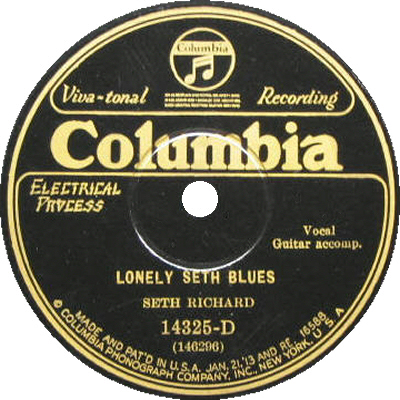 Columbia
Viva-tonal Recording
Columbia
ELECTRICAL
PROCESS
Vocal
Guitar accomp.
LONELY SETH BLUES
SETH RICHARD
14325-D
(146296)
MADE AND PAT'D IN U.S.A. JAN. 21, '13 AND RE 16588
© COLUMBIA PHONOGRAPH COMPANY, INC., NEW YORK, U.S.A